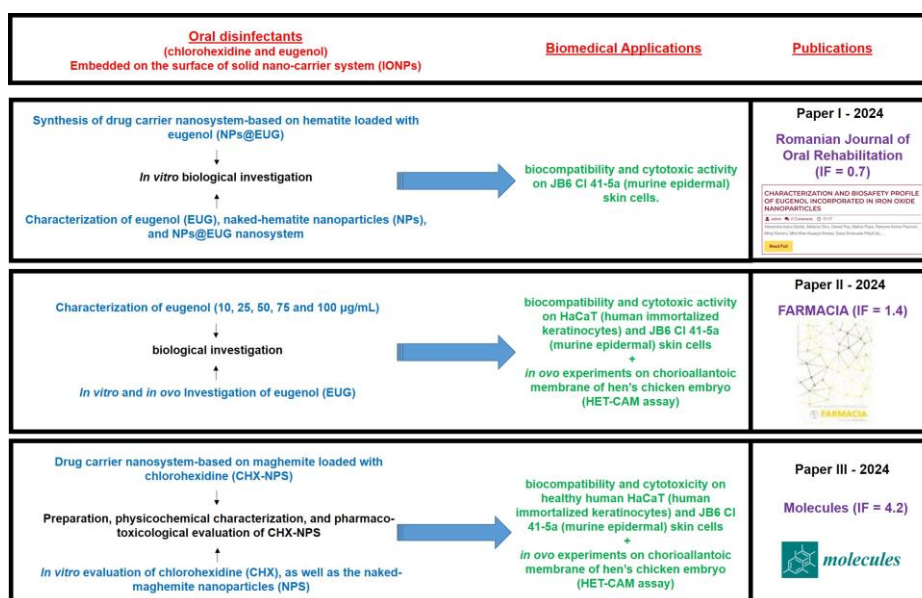 Oral disinfectants
(chlorohexidine and eugenol)
Embedded on the surface of solid nano-carrier system (IONPs)
Biomedical Applications
Publications
Synthesis of drug carrier nanosystem-based on hematite loaded with
eugenol (NPs@EUG)
In vitro biological investigation
Characterization of eugenol (EUG), naked-hematite nanoparticles (NPs),
and NPs@EUG nanosystem
biocompatibility and cytotoxic activity
on JB6 Cl 41-5a (murine epidermal)
skin cells.
Paper I - 2024
Romanian Journal of
Oral Rehabilitation
(IF = 0.7)
CHARACTERIZATION AND BIOSAFETY PROFILE
OF EUGENOL INCORPORATED IN IRON OXIDE
NANOPARTICLES
admin 0 Comments
Read Full
Characterization of eugenol (10, 25, 50, 75 and 100 µg/mL)
biological investigation
In vitro and in ovo Investigation of eugenol (EUG)
biocompatibility and cytotoxic activity
on HaCaT (human immortalized
keratinocytes) and JB6 Cl 41-5a
(murine epidermal) skin cells
+
in ovo experiments on chorioallantoic
membrane of hen's chicken embryo
(HET-CAM assay)
Paper II - 2024
FARMACIA (IF = 1.4)
FARMACIA
Drug carrier nanosystem-based on maghemite loaded with
chlorohexidine (CHX-NPS)
Preparation, physicochemical characterization, and pharmaco-
toxicological evaluation of CHX-NPS
In vitro evaluation of chlorohexidine (CHX), as well as the naked-
maghemite nanoparticles (NPS)
biocompatibility and cytotoxicity on
healthy human HaCaT (human
immortalized keratinocytes) and JB6 Cl
41-5a (murine epidermal) skin cells
+
in ovo experiments on chorioallantoic
membrane of hen's chicken embryo
(HET-CAM assay)
Paper III - 2024
Molecules (IF = 4.2)
molecules